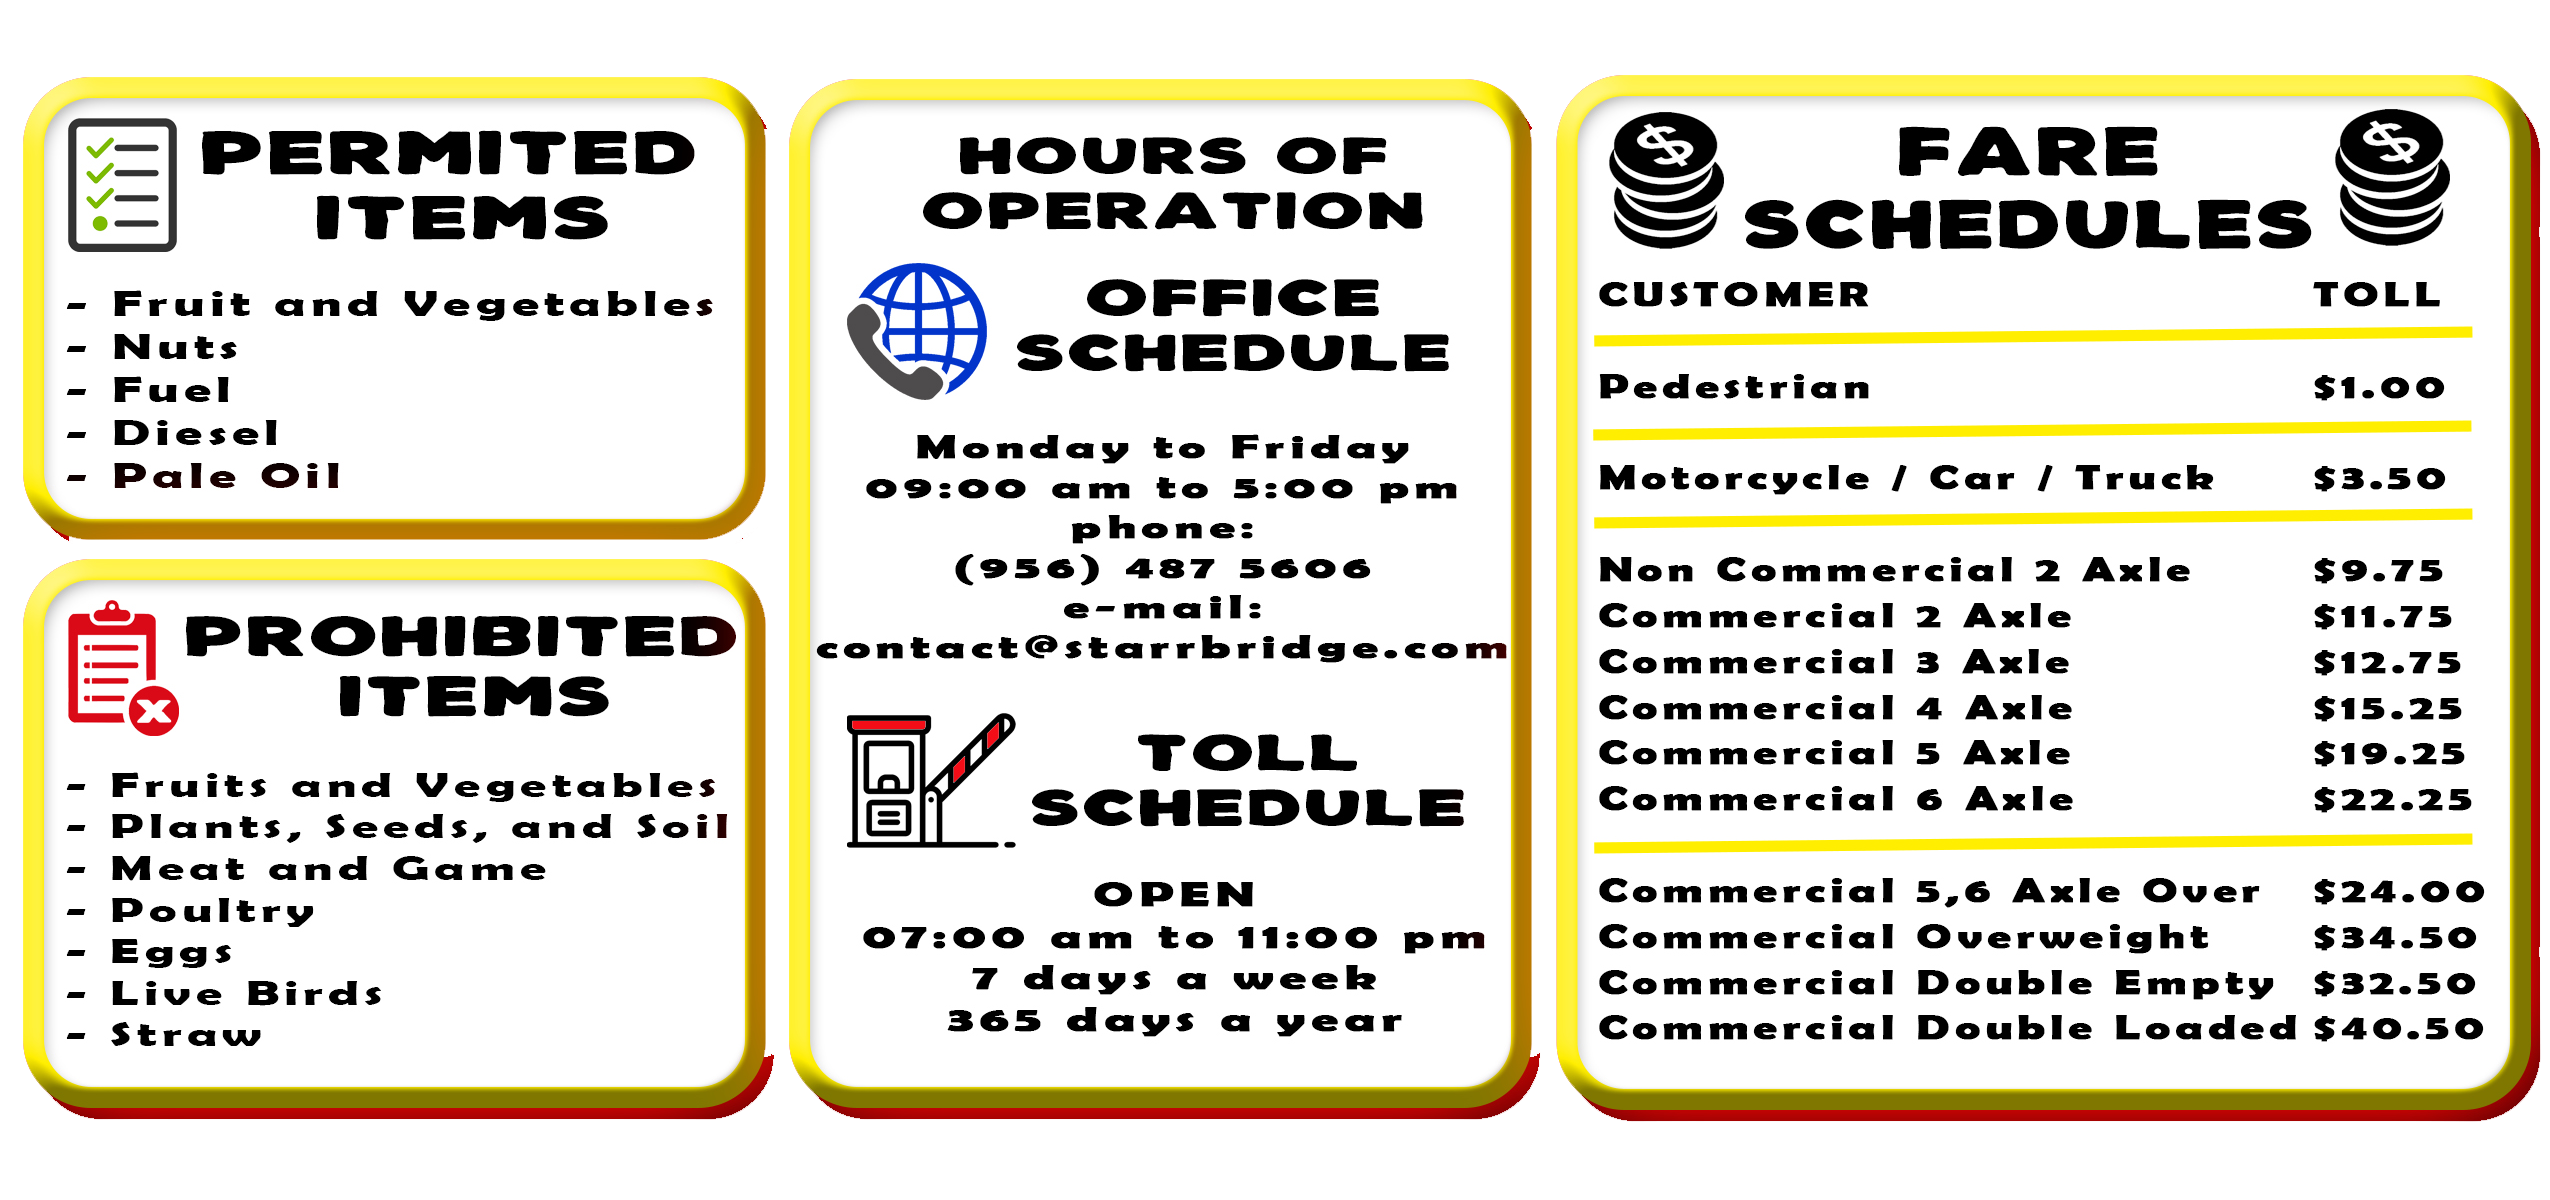 PERMITED
ITEMS
- Fruit and Vegetables
- Nuts
- Fuel
- Diesel
- Pale Oil
PROHIBITED
ITEMS
- Fruits and Vegetables
- Plants, Seeds, and Soil
- Meat and Game
- Poultry
- Eggs
- Live Birds
- Straw
HOURS OF
OPERATION
OFFICE
SCHEDULE
Monday to Friday
09:00 am to 5:00 pm
phone:
(956) 487 5606
e-mail:
contact@starrbridge.com
TOLL
SCHEDULE
OPEN
07:00 am to 11:00 pm
7 days a week
365 days a year
FARE
SCHEDULES
CUSTOMER TOLL
Pedestrian $1.00
Motorcycle / Car / Truck $3.50
Non Commercial 2 Axle $9.75
Commercial 2 Axle $11.75
Commercial 3 Axle $12.75
Commercial 4 Axle $15.25
Commercial 5 Axle $19.25
Commercial 6 Axle $22.25
Commercial 5,6 Axle Over $24.00
Commercial Overweight $34.50
Commercial Double Empty $32.50
Commercial Double Loaded $40.50